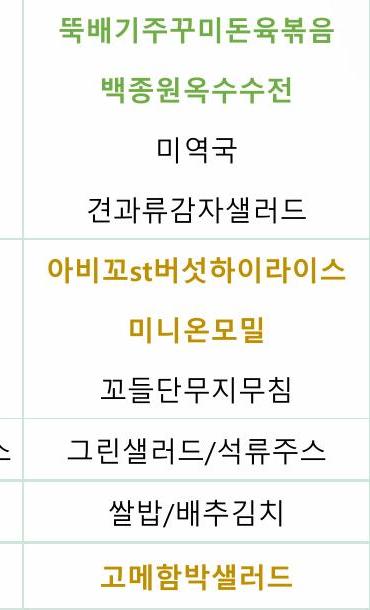 뚝배기주꾸미돈육볶음
백종원옥수수전
미역국
견과류감자샐러드
아비꼬st버섯하이라이스
미니온모밀
꼬들단무지무침
스
그린샐러드/석류주스
쌀밥/배추김치
고메함박샐러드